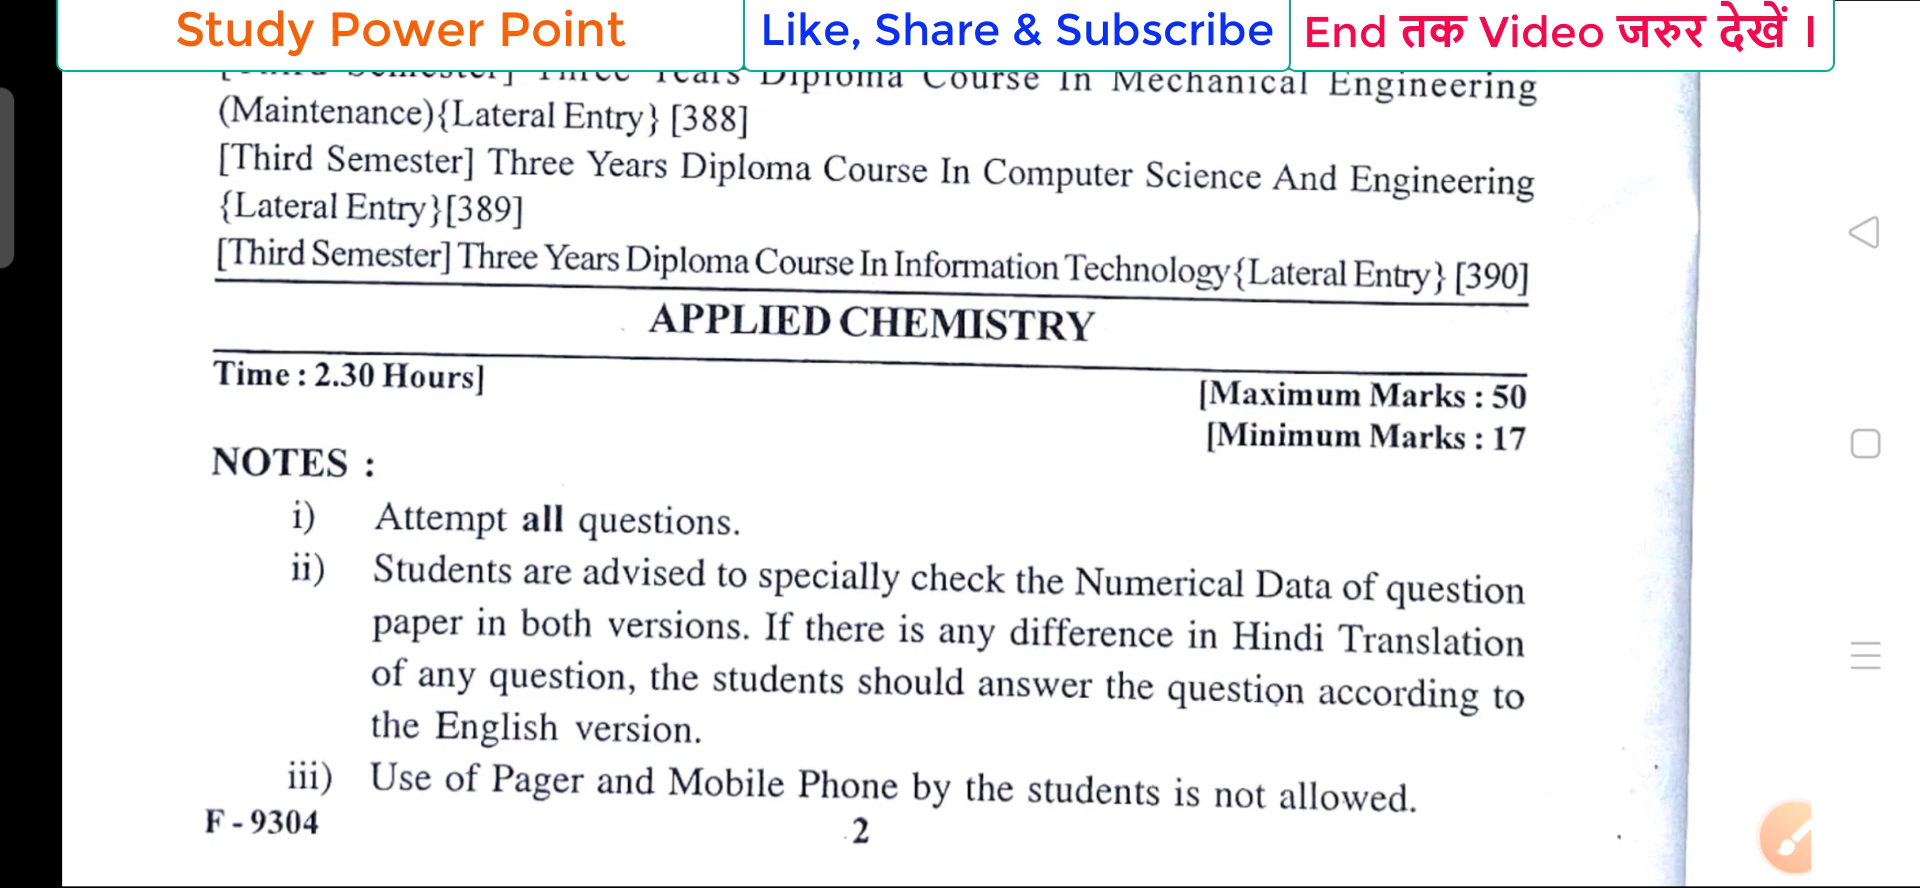 Study Power Point
Like, Share & Subscribe
End तक Video जरुर देखें ।
[Third Semester] Three Years Diploma Course In Mechanical Engineering
(Maintenance){Lateral Entry} [388]
[Third Semester] Three Years Diploma Course In Computer Science And Engineering
{Lateral Entry}[389]
[Third Semester] Three Years Diploma Course In Information Technology{Lateral Entry} [390]
APPLIED CHEMISTRY
Time : 2.30 Hours]
[Maximum Marks : 50
[Minimum Marks : 17
NOTES :
i) Attempt all questions.
ii) Students are advised to specially check the Numerical Data of question
paper in both versions. If there is any difference in Hindi Translation
of any question, the students should answer the question according to
the English version.
iii) Use of Pager and Mobile Phone by the students is not allowed.
F - 9304
2